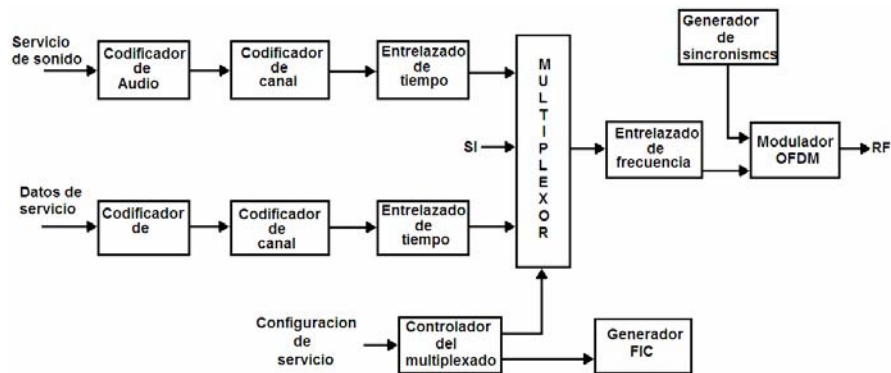 Servicio
de sonido
Codificador
de
Audio
Codificador
de
canal
Entrelazado
de
tiempo
MULTIPLEXOR
Generador
de
sincronismcs
SI
Entrelazado
de
frecuencia
Modulador
OFDM
RF
Datos de
servicio
Codificador
de
Codificador
de
canal
Entrelazado
de
tiempo
Configuracion
de
servicio
Controlador
del
multiplexado
Generador
FIC